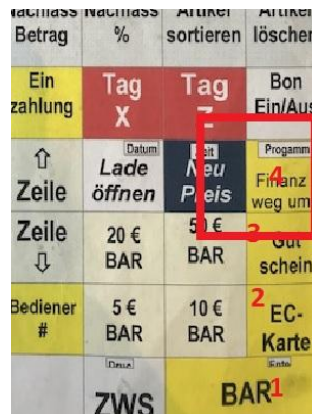 Nachlass Nachlass Artikel Artikel
Betrag % sortieren löschen
Ein
zahlung
Tag
X
Tag
Z
Bon
Ein/Aus
⇧
Zeile
Datum
Lade
öffnen
Zeit
Neu
Preis
Progamm
4
Finanz
weg um
Zeile
⇩
20 €
BAR
50 €
BAR
3
Gut
schein
Bediener
#
5 €
BAR
10 €
BAR
2
EC-
Karte
ZWS
BAR
1